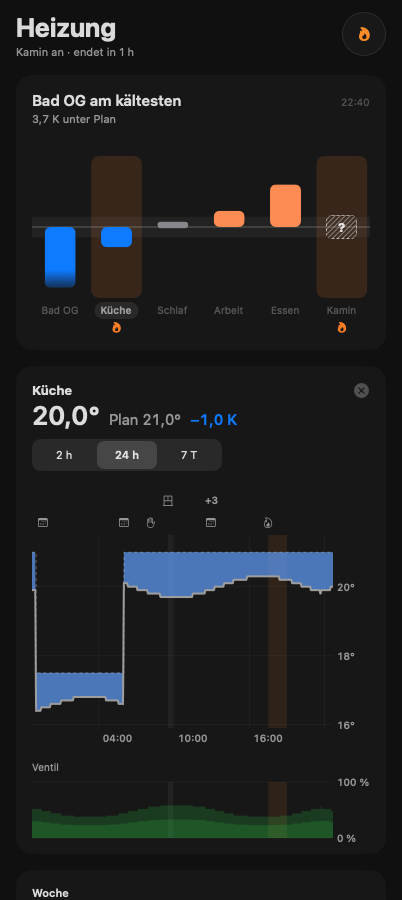 Heizung
Kamin an · endet in 1 h
Bad OG am kältesten
22:40
3,7 K unter Plan
?
Bad OG Küche Schlaf Arbeit Essen Kamin
Küche
20,0° Plan 21,0° −1,0 K
2 h 24 h 7 T
+3
20°
18°
16°
04:00 10:00 16:00
Ventil
100 %
0 %
Woche